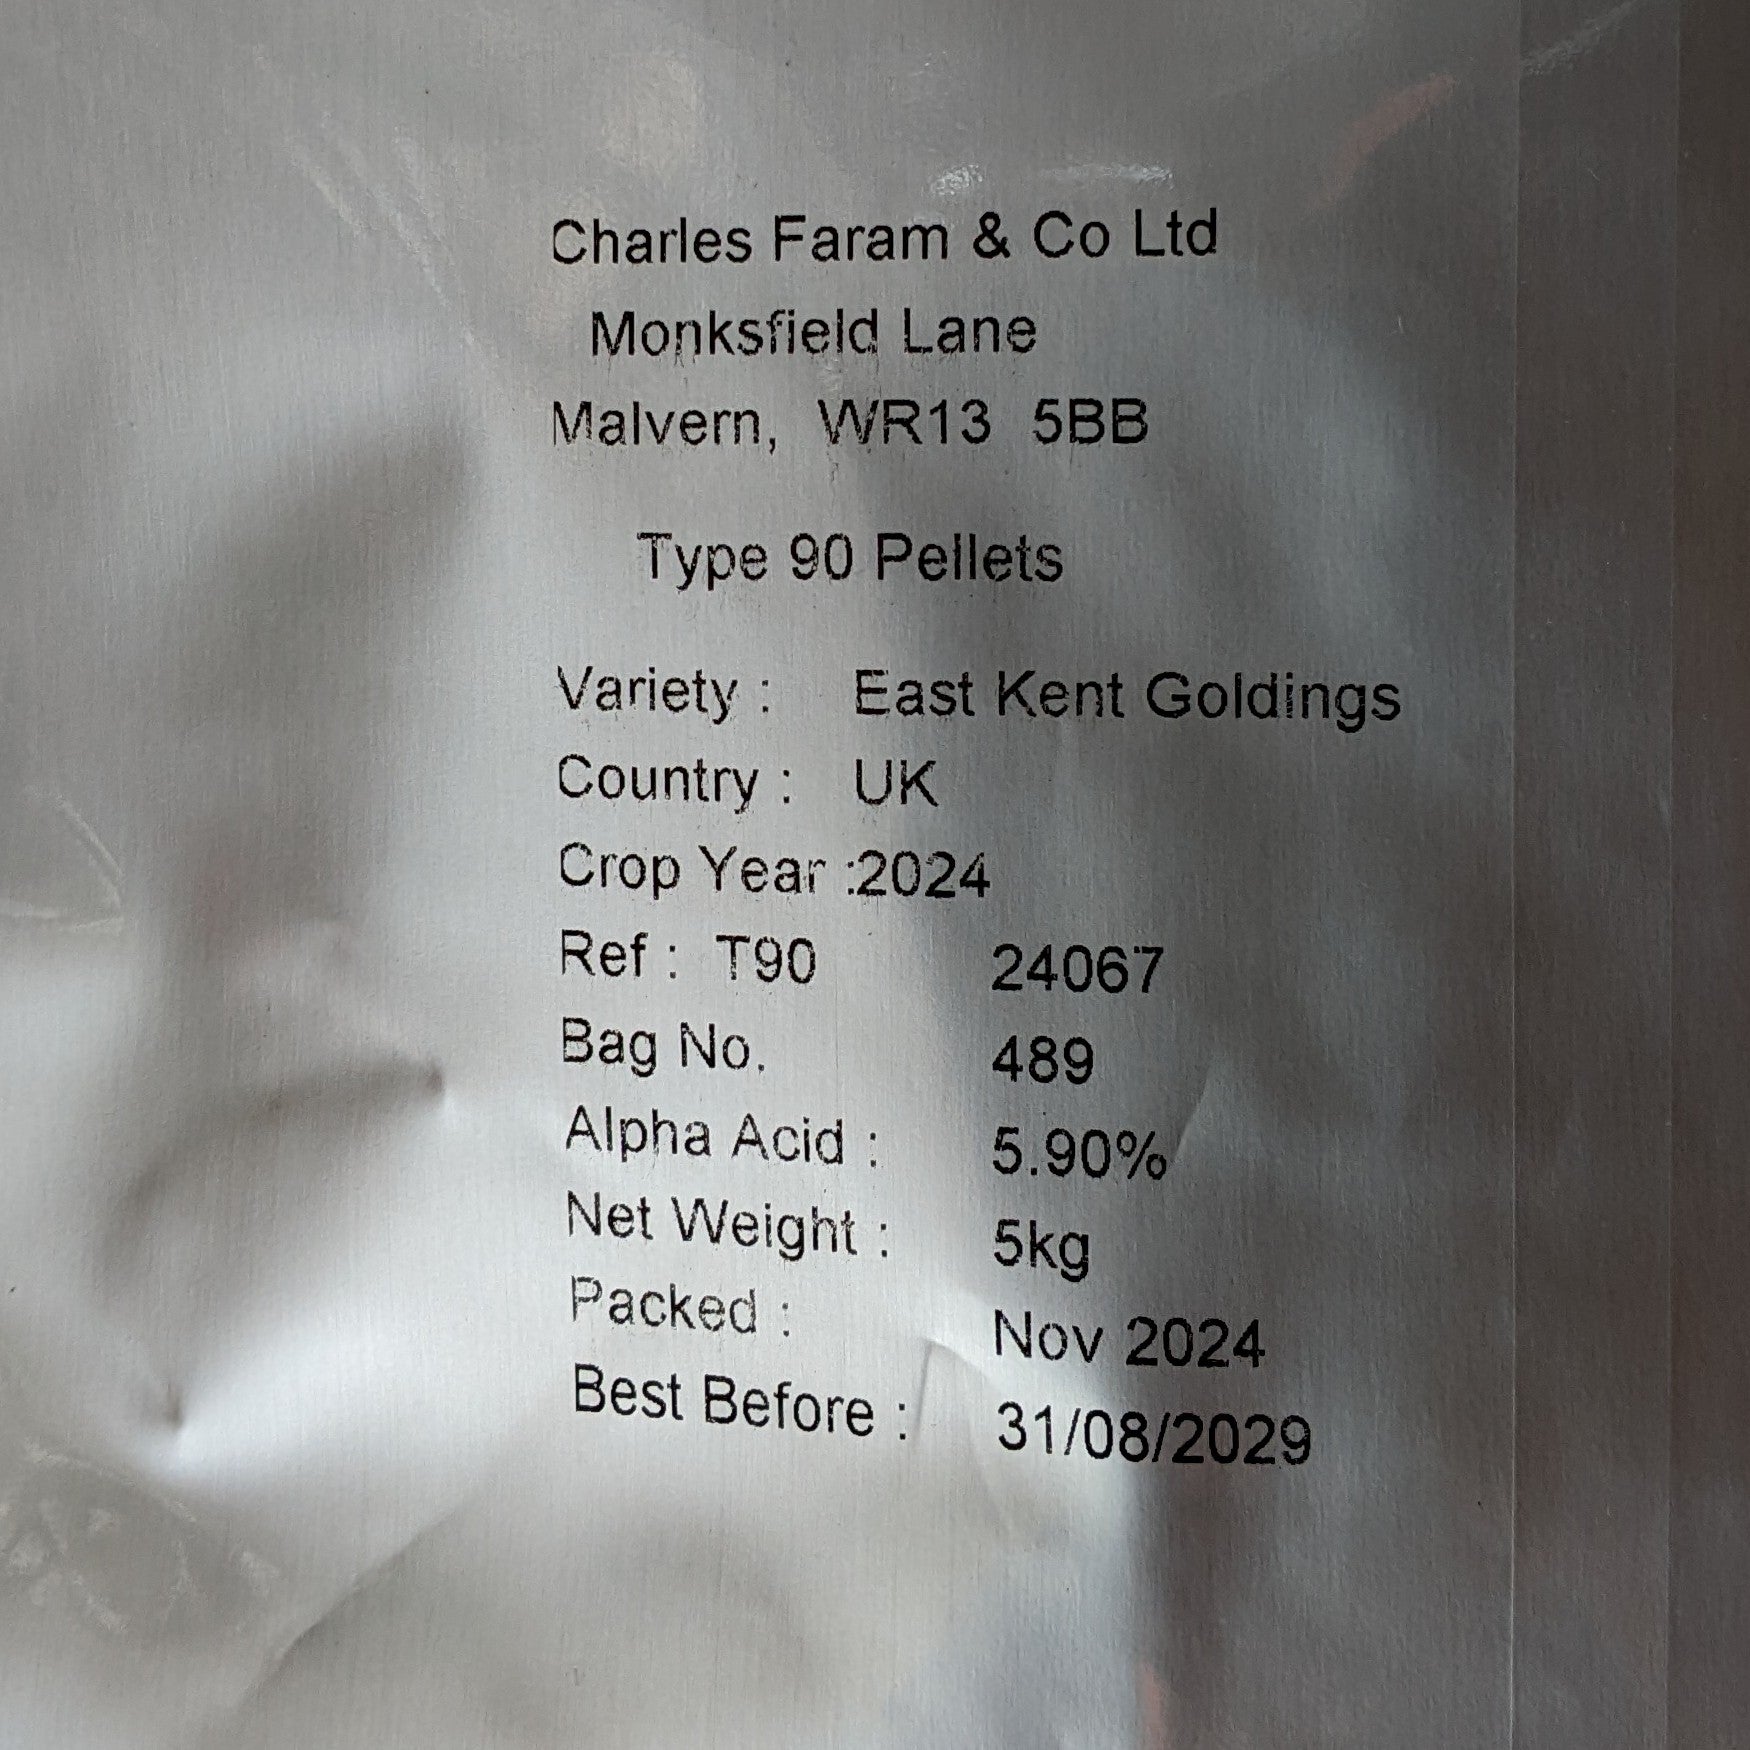 Charles Faram & Co Ltd
Monksfield Lane
Malvern, WR13 5BB
Type 90 Pellets
Variety : East Kent Goldings
Country : UK
Crop Year :2024
Ref : T90 24067
Bag No. 489
Alpha Acid : 5.90%
Net Weight : 5kg
Packed : Nov 2024
Best Before : 31/08/2029